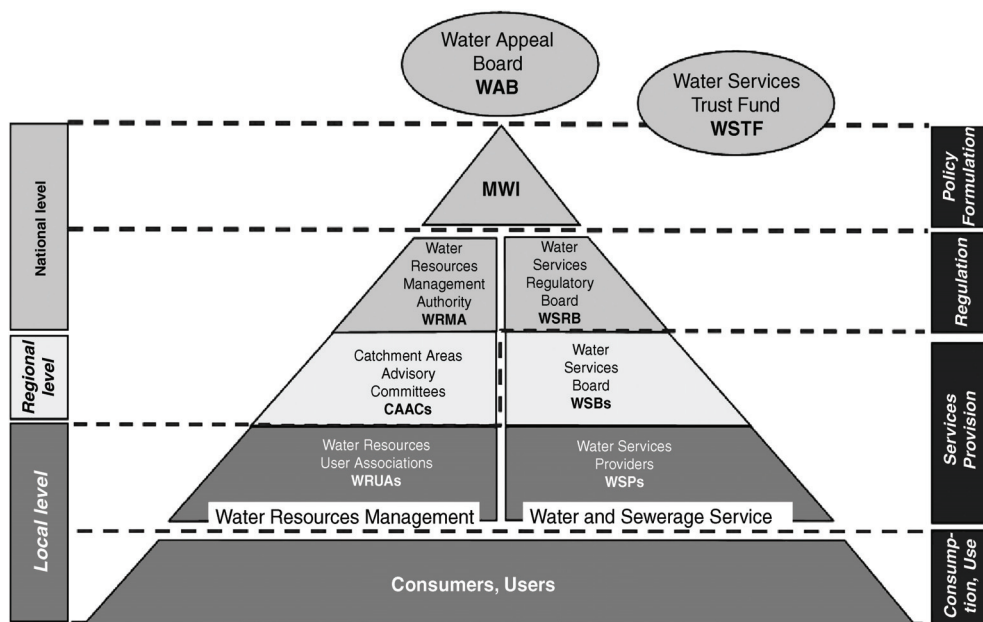 Water Appeal
Board
WAB
Water Services
Trust Fund
WSTF
National level
Policy
Formulation
MWI
Water
Resources
Management
Authority
WRMA
Water
Services
Regulatory
Board
WSRB
Regulation
Regional
level
Catchment Areas
Advisory
Committees
CAACs
Water
Services
Board
WSBs
Services
Provision
Local level
Water Resources
User Associations
WRUAs
Water Services
Providers
WSPs
Water Resources Management
Water and Sewerage Service
Consumers, Users
Consump-
tion, Use